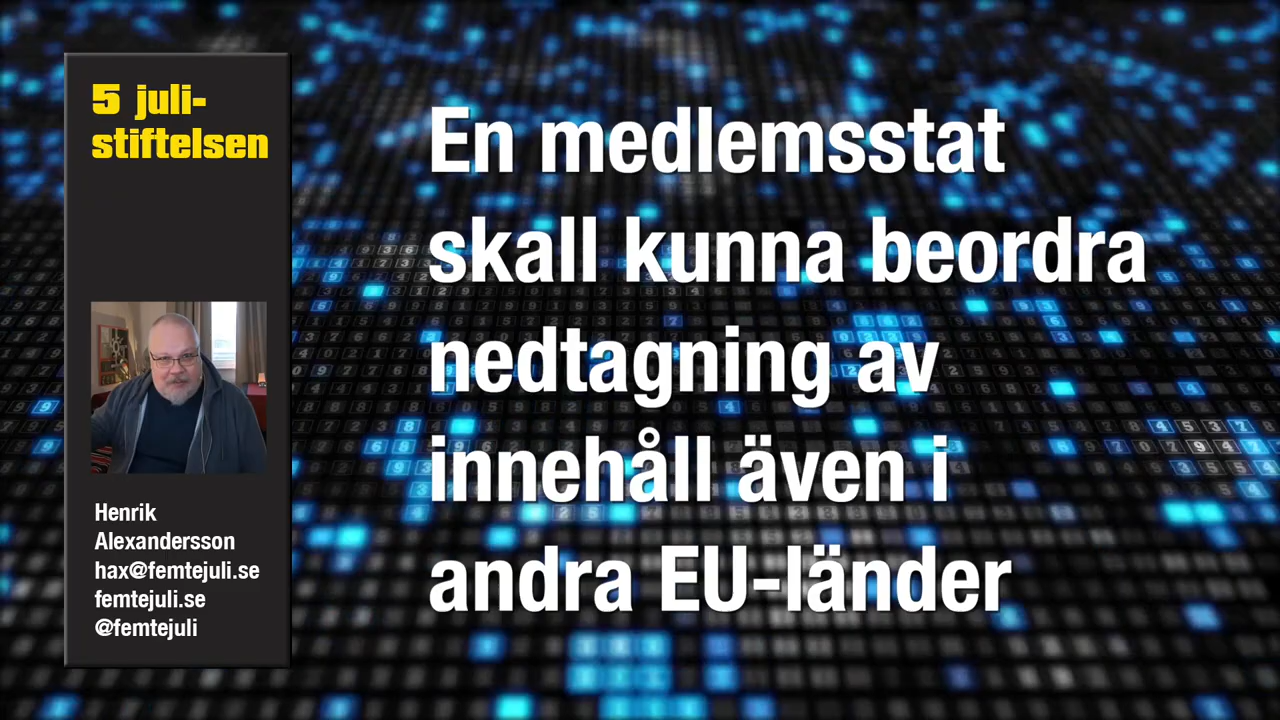 5 juli-
stiftelsen
Henrik
Alexandersson
hax@femtejuli.se
femtejuli.se
@femtejuli
En medlemsstat
skall kunna beordra
nedtagning av
innehåll även i
andra EU-länder